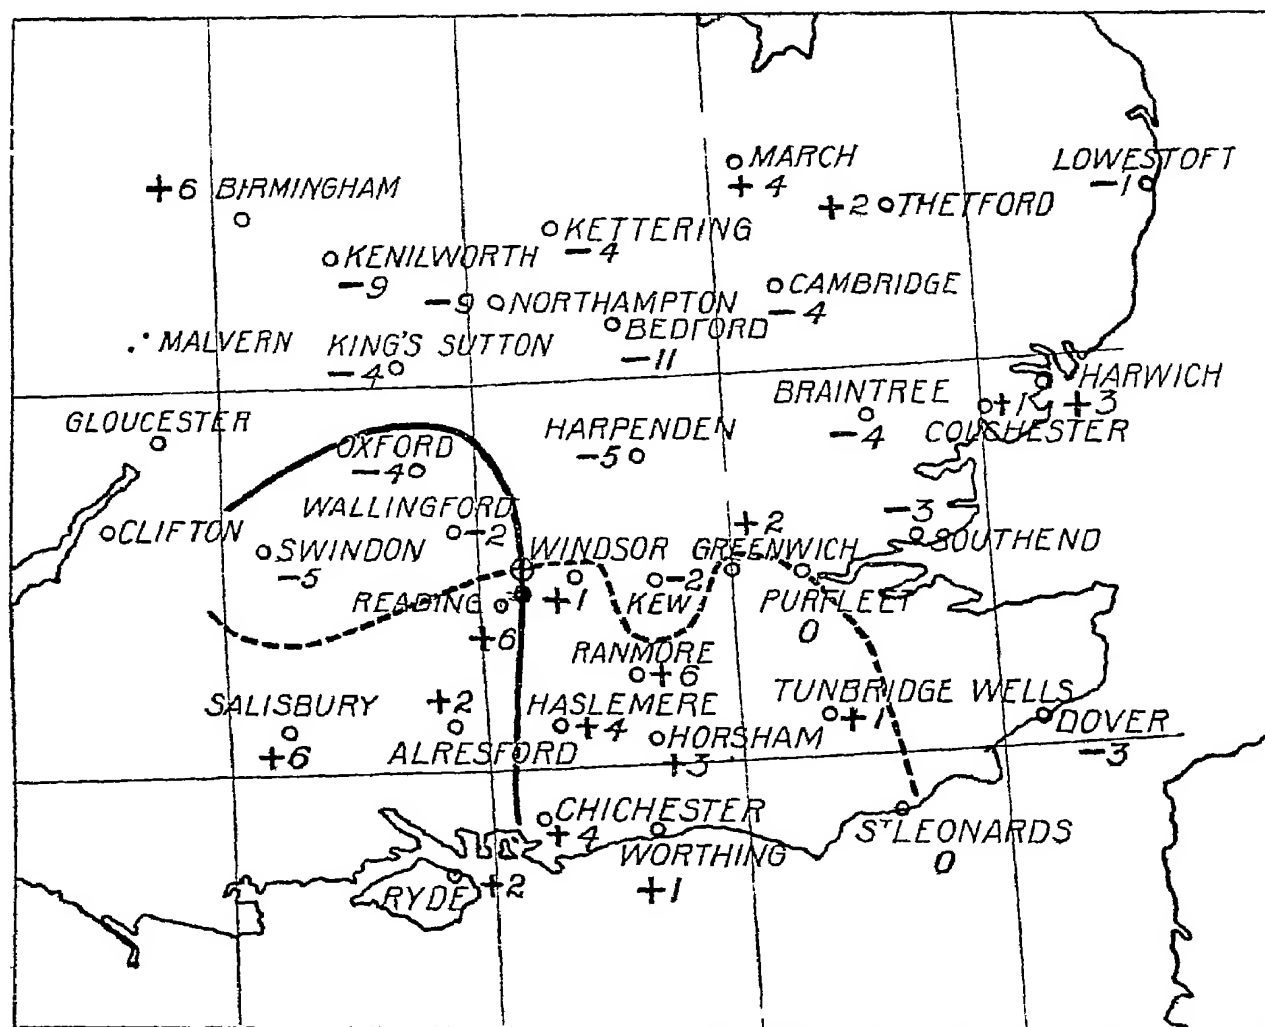 MARCH
+4
LOWESTOFT
-1
+6 BIRMINGHAM
+2 THETFORD
KETTERING
-4
KENILWORTH
-9
-9 NORTHAMPTON
CAMBRIDGE
-4
BEDFORD
-11
MALVERN
KING'S SUTTON
-4
HARWICH
+3
BRAINTREE
-4
+1
COLCHESTER
GLOUCESTER
OXFORD
-4
HARPENDEN
-5
WALLINGFORD
-2
-3
SOUTHEND
+2
CLIFTON
SWINDON
-5
WINDSOR
+1
GREENWICH
-2
KEW
PURFLEET
0
READING
+6
RANMORE
+6
SALISBURY
+6
+2
ALRESFORD
HASLEMERE
+4
HORSHAM
+3
TUNBRIDGE WELLS
+1
DOVER
-3
CHICHESTER
+4
WORTHING
+1
ST LEONARDS
0
RYDE
+2